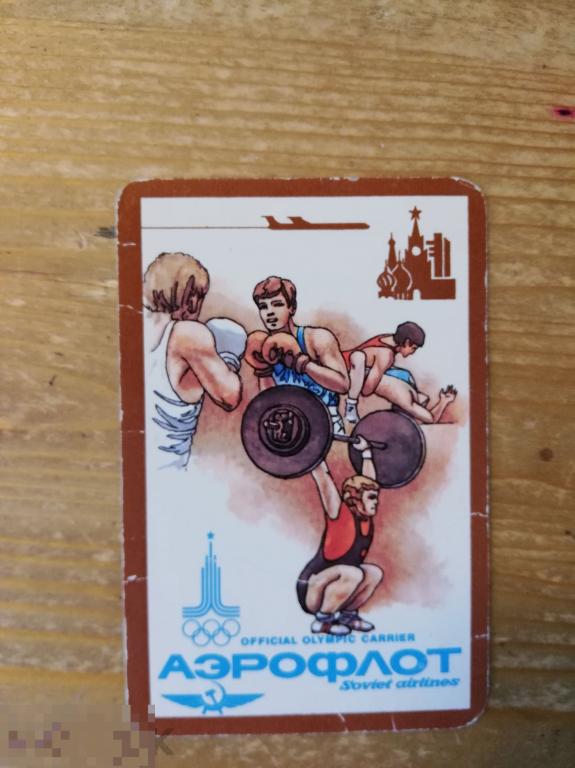 OFFICIAL OLYMPIC CARRIER
АЭРОФЛОТ
Soviet airlines